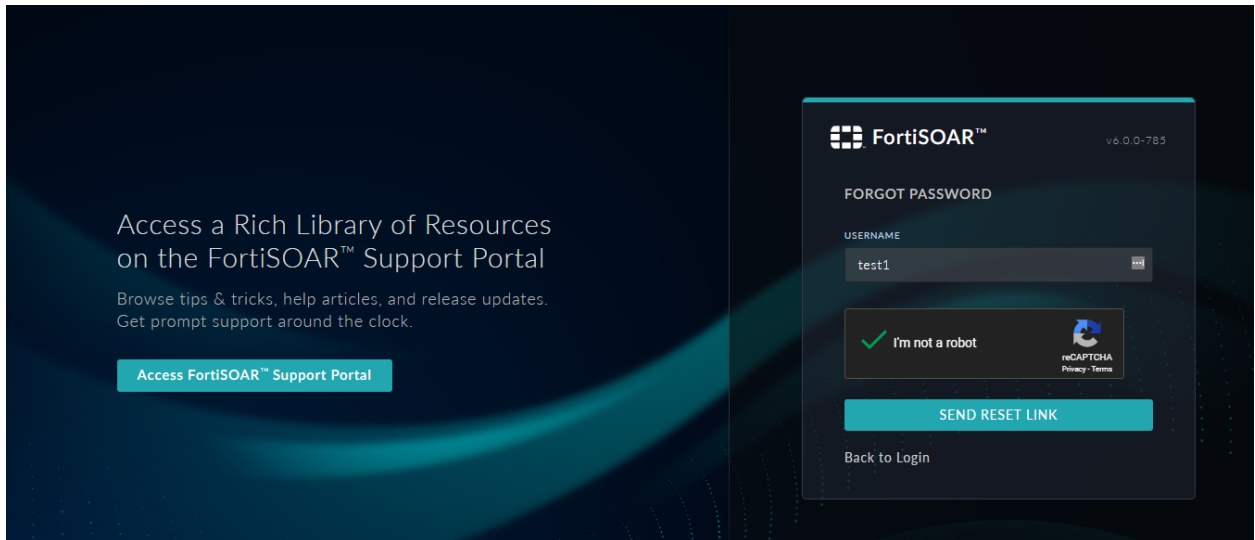 Access a Rich Library of Resources
on the FortiSOAR™ Support Portal
Browse tips & tricks, help articles, and release updates.
Get prompt support around the clock.
Access FortiSOAR™ Support Portal
FortiSOAR™
v6.0.0-785
FORGOT PASSWORD
USERNAME
test1
I'm not a robot
reCAPTCHA
Privacy - Terms
SEND RESET LINK
Back to Login